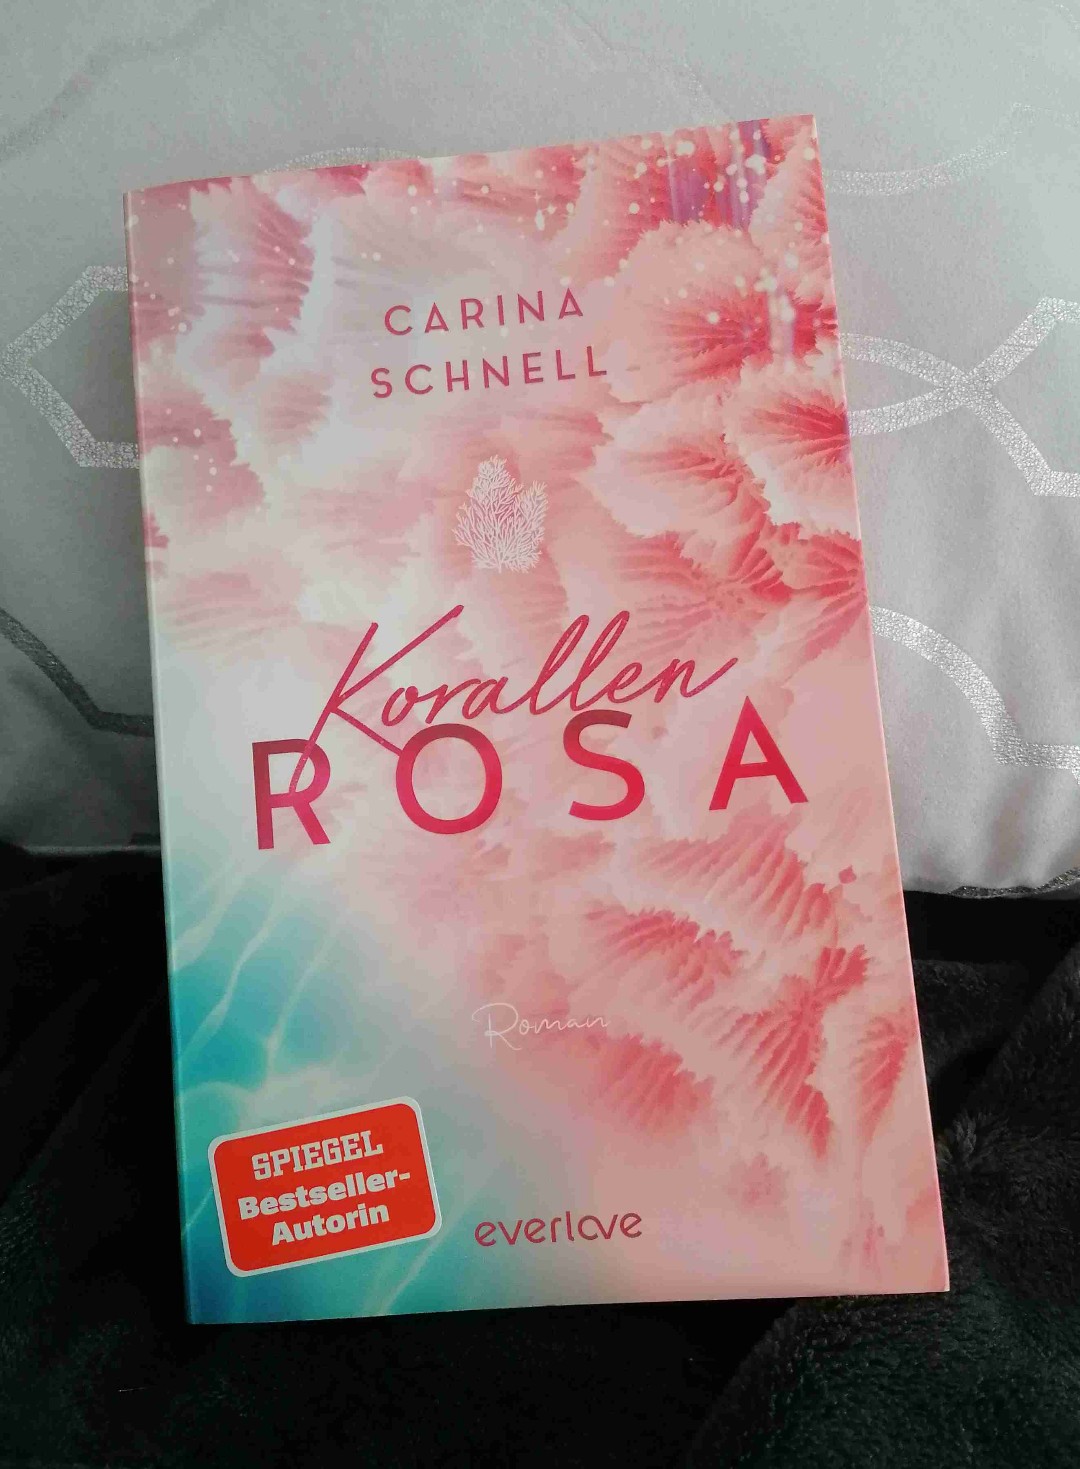 CARINA
SCHNELL
Korallen
ROSA
Roman
SPIEGEL
Bestseller-
Autorin
everlove